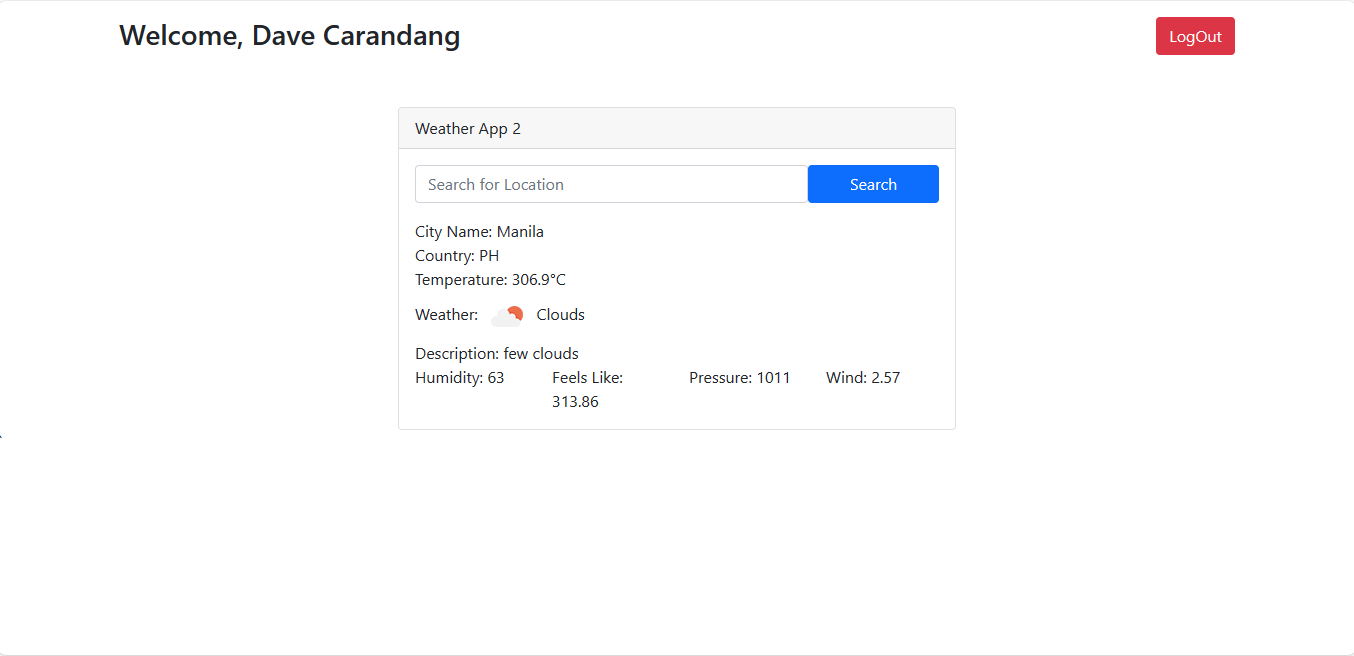 Welcome, Dave Carandang
LogOut
Weather App 2
Search for Location
Search
City Name: Manila
Country: PH
Temperature: 306.9°C
Weather: Clouds
Description: few clouds
Humidity: 63
Feels Like:
313.86
Pressure: 1011
Wind: 2.57